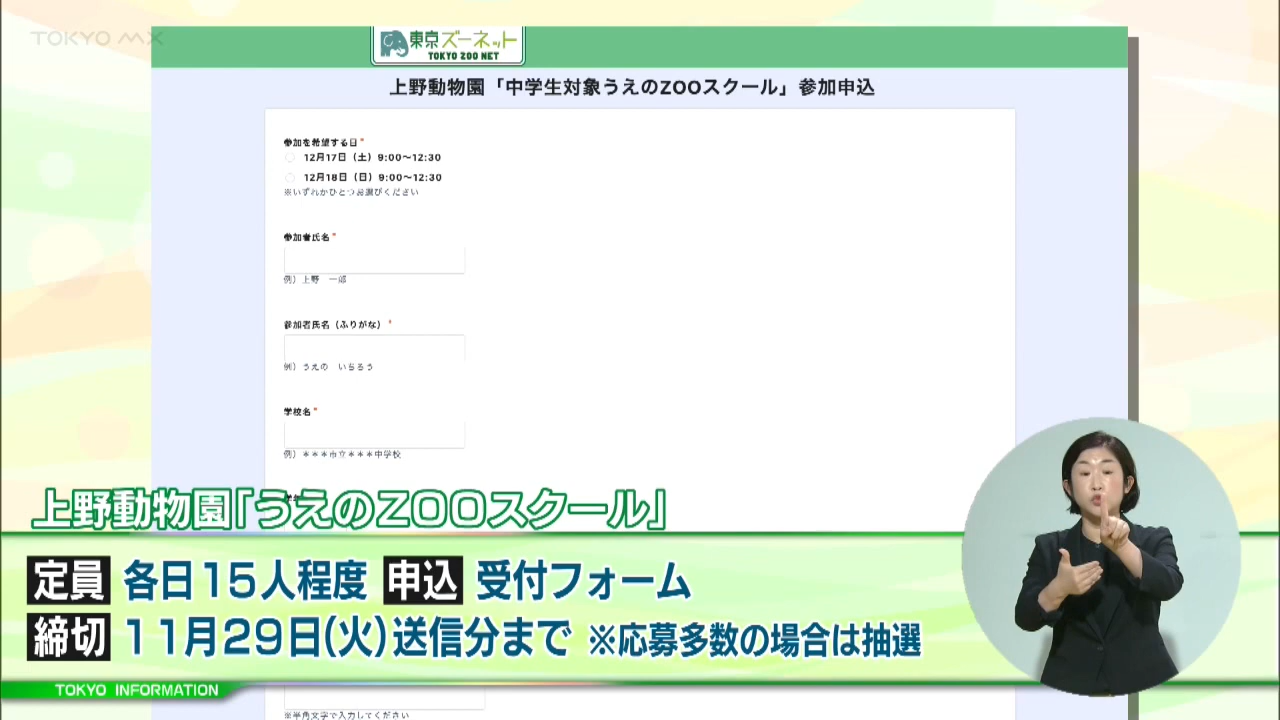 TOKYO MX
東京ズーネット
TOKYO ZOO NET
上野動物園「中学生対象うえのZOOスクール」参加申込
参加を希望する日*
12月17日（土）9:00〜12:30
12月18日（日）9:00〜12:30
※いずれかひとつお選びください
参加者氏名*
例）上野　一郎
参加者氏名（ふりがな）*
例）うえの　いちろう
学校名*
例）＊＊＊市立＊＊＊中学校
上野動物園「うえのZOOスクール」
定員 各日15人程度 申込 受付フォーム
締切 11月29日(火)送信分まで ※応募多数の場合は抽選
TOKYO INFORMATION
※半角文字で入力してください